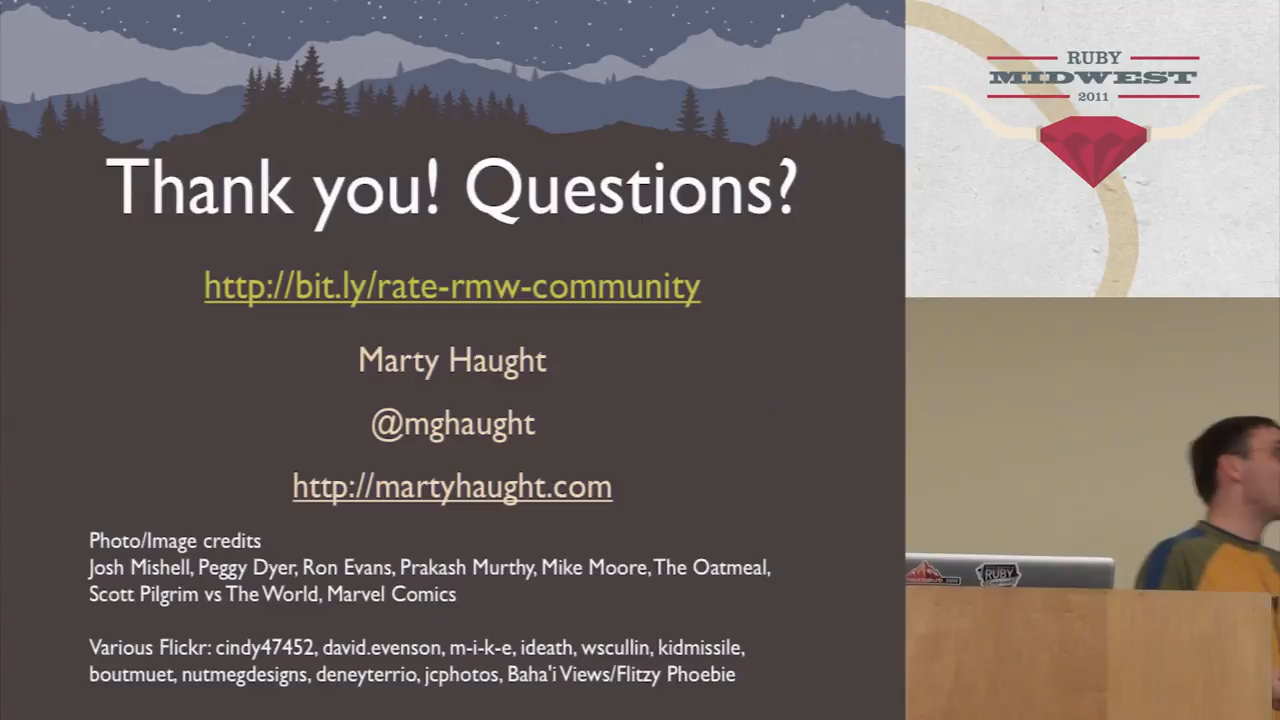 Thank you! Questions?
http://bit.ly/rate-rmw-community
Marty Haught
@mghaught
http://martyhaught.com
Photo/Image credits
Josh Mishell, Peggy Dyer, Ron Evans, Prakash Murthy, Mike Moore, The Oatmeal,
Scott Pilgrim vs The World, Marvel Comics
Various Flickr: cindy47452, david.evenson, m-i-k-e, ideath, wscullin, kidmissile,
boutmuet, nutmegdesigns, deneyterrio, jcphotos, Baha'i Views/Flitzy Phoebie
RUBY
MIDWEST
2011
RUBY